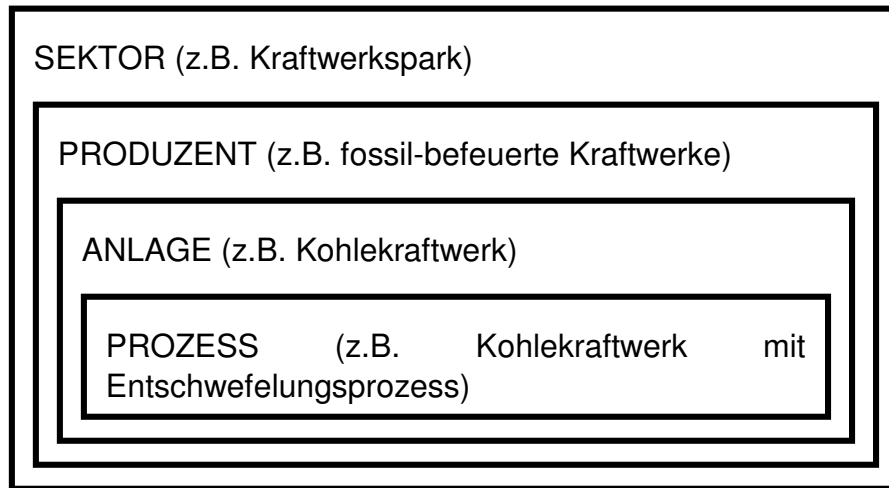 SEKTOR (z.B. Kraftwerkspark)
PRODUZENT (z.B. fossil-befeuerte Kraftwerke)
ANLAGE (z.B. Kohlekraftwerk)
PROZESS (z.B. Kohlekraftwerk mit
Entschwefelungsprozess)